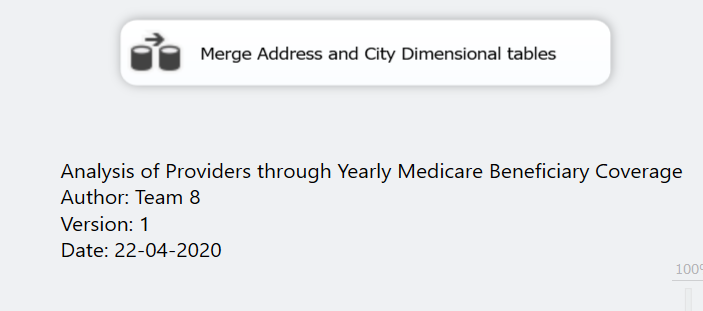 Merge Address and City Dimensional tables
Analysis of Providers through Yearly Medicare Beneficiary Coverage
Author: Team 8
Version: 1
Date: 22-04-2020
100%